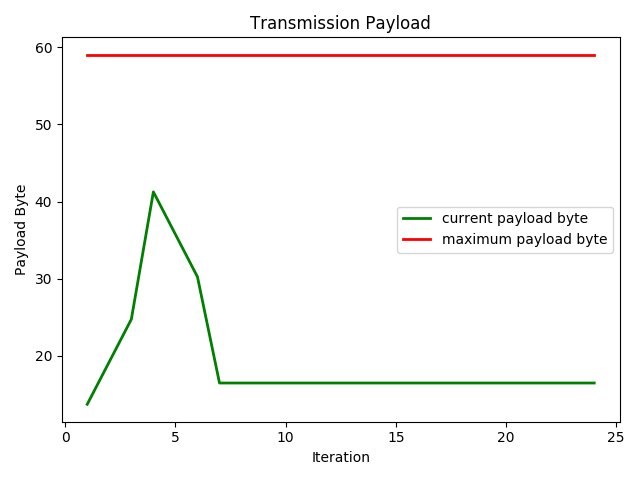 Transmission Payload
60
50
40
30
20
Payload Byte
current payload byte
maximum payload byte
0 5 10 15 20 25
Iteration